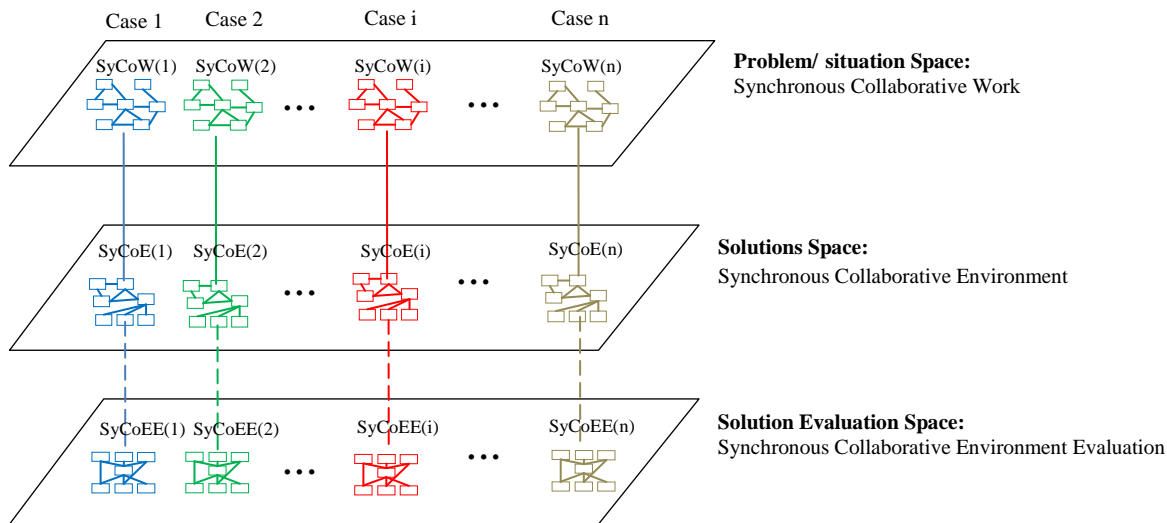 Case 1
Case 2
Case i
Case n
SyCoW(1)
SyCoW(2)
SyCoW(i)
SyCoW(n)
...
...
Problem/ situation Space:
Synchronous Collaborative Work
SyCoE(1)
SyCoE(2)
SyCoE(i)
SyCoE(n)
...
...
Solutions Space:
Synchronous Collaborative Environment
SyCoEE(1)
SyCoEE(2)
SyCoEE(i)
SyCoEE(n)
...
...
Solution Evaluation Space:
Synchronous Collaborative Environment Evaluation